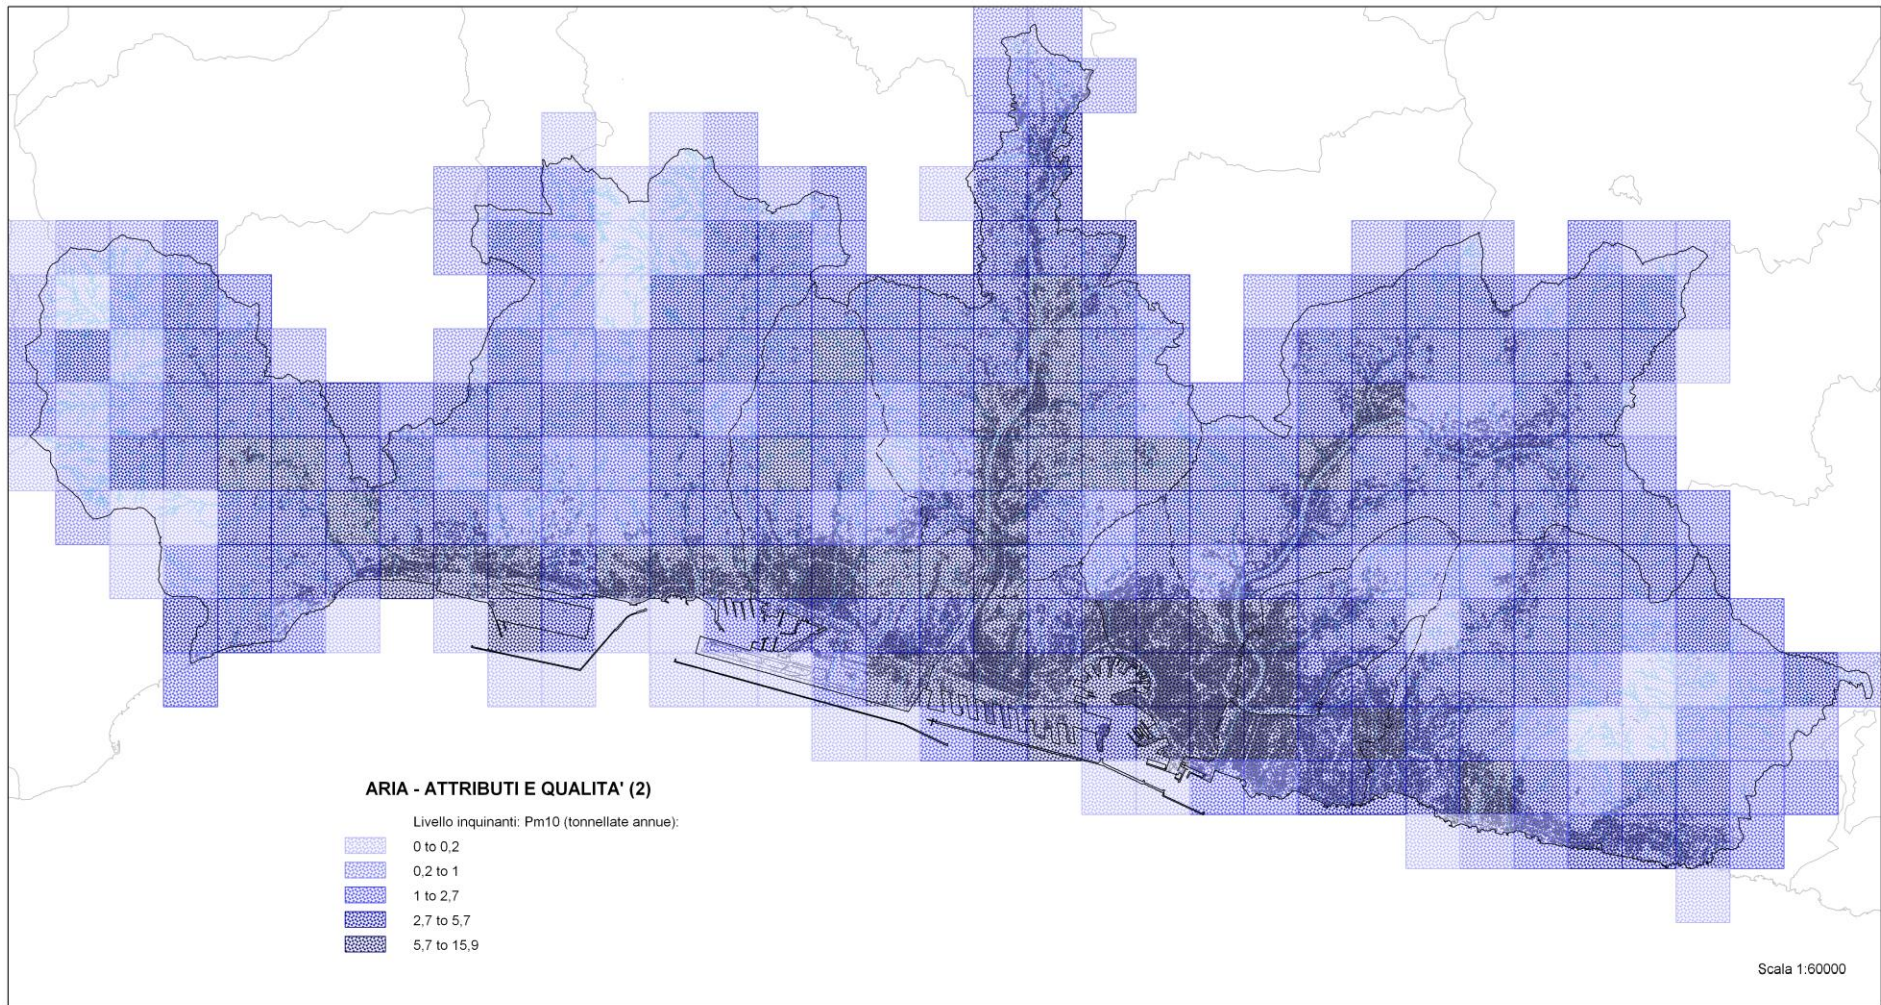 ARIA - ATTRIBUTI E QUALITA' (2)
Livello inquinanti: Pm10 (tonnellate annue):
0 to 0,2
0,2 to 1
1 to 2,7
2,7 to 5,7
5,7 to 15,9
Scala 1:60000